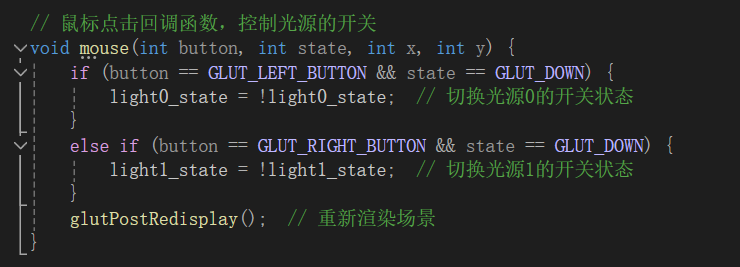 // 鼠标点击回调函数，控制光源的开关
void mouse(int button, int state, int x, int y) {
    if (button == GLUT_LEFT_BUTTON && state == GLUT_DOWN) {
        light0_state = !light0_state;  // 切换光源0的开关状态
    }
    else if (button == GLUT_RIGHT_BUTTON && state == GLUT_DOWN) {
        light1_state = !light1_state;  // 切换光源1的开关状态
    }
    glutPostRedisplay();  // 重新渲染场景
}